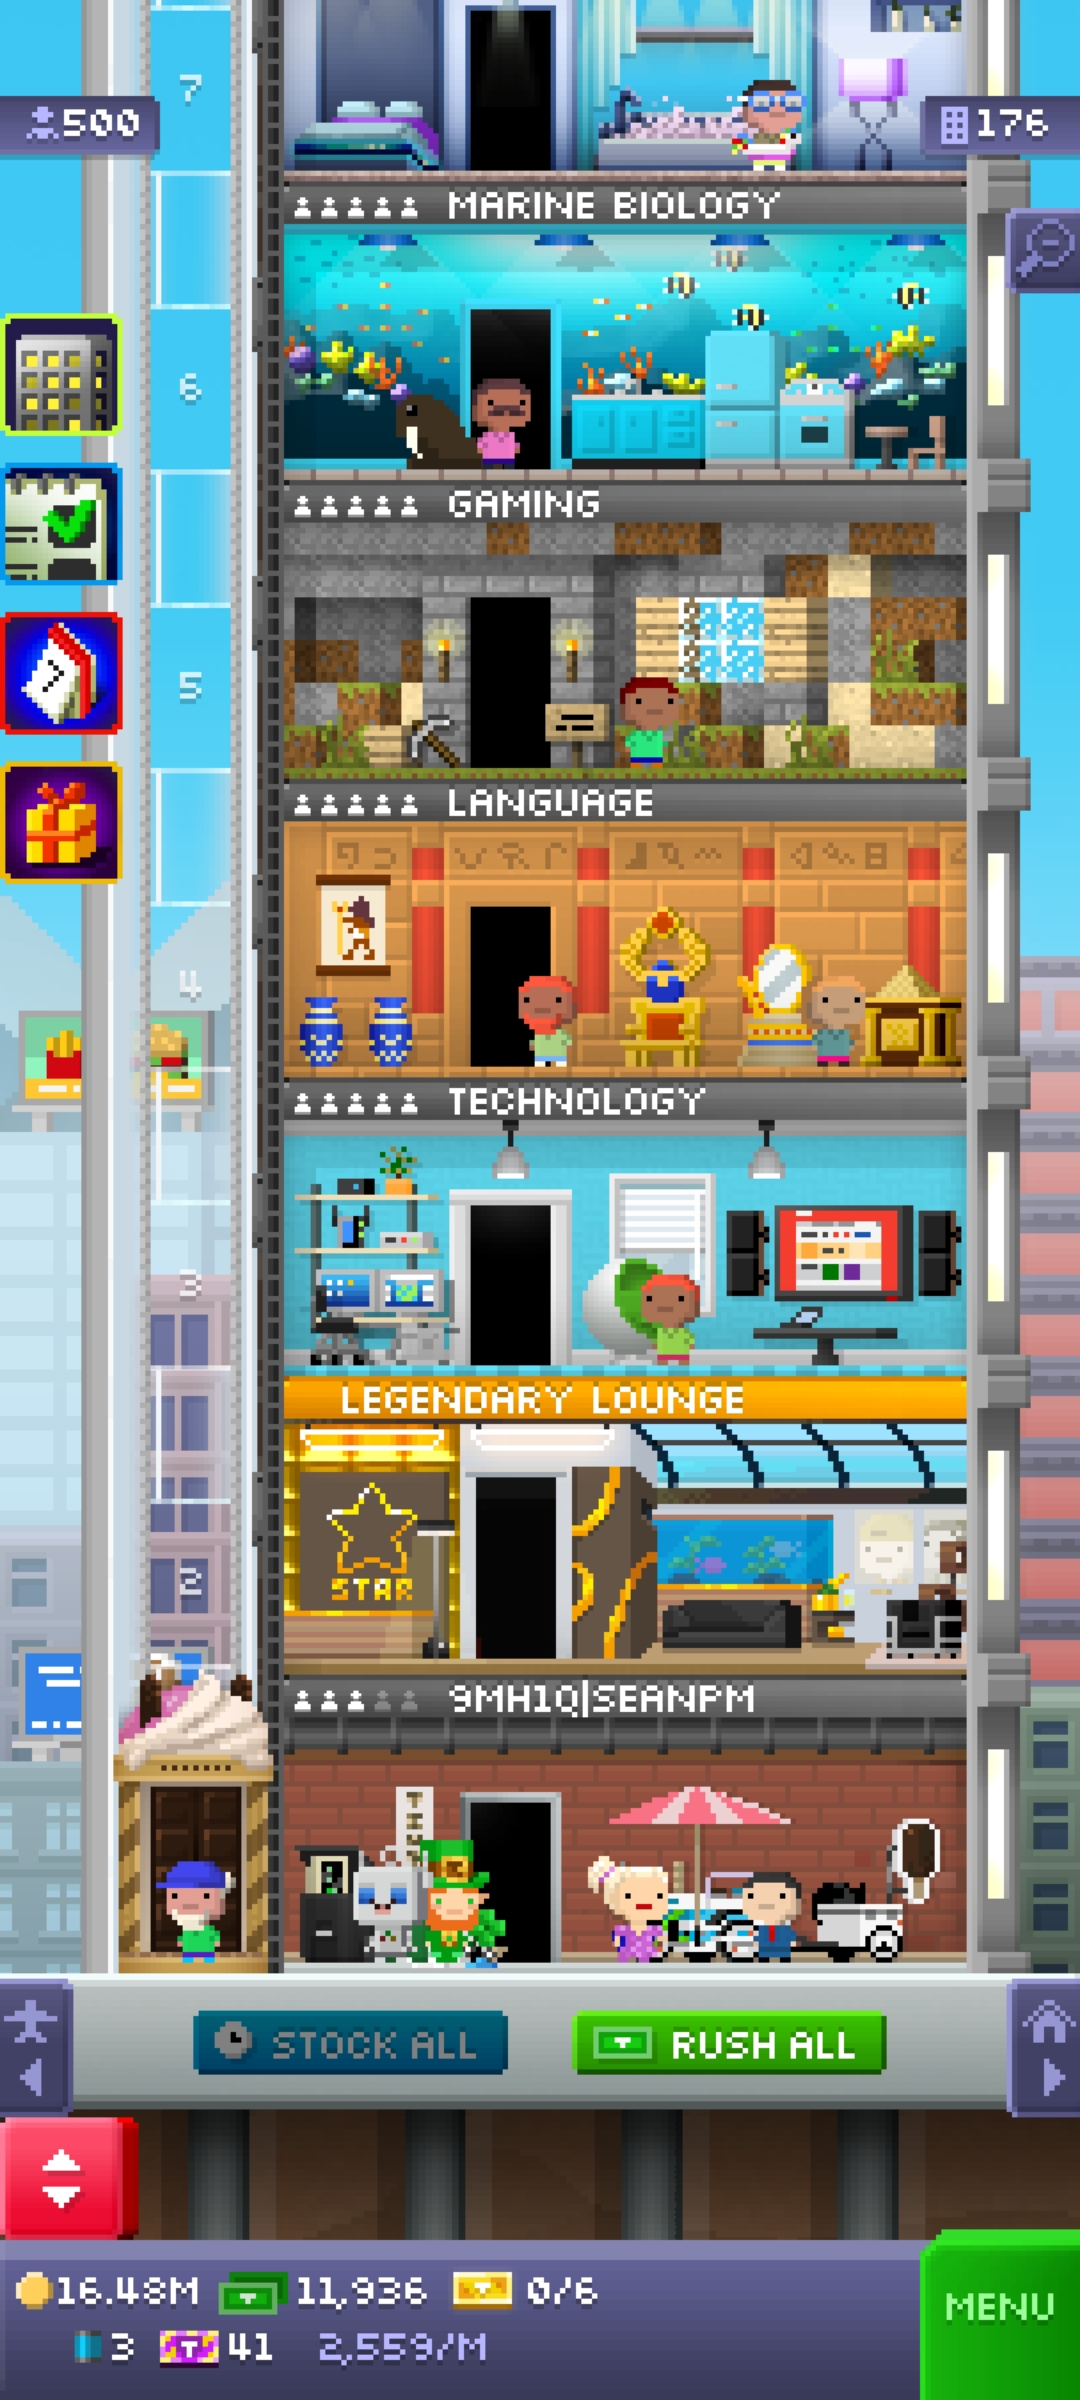 7
500
176
MARINE BIOLOGY
6
GAMING
5
LANGUAGE
4
TECHNOLOGY
3
LEGENDARY LOUNGE
STAR
2
9MH1Q|SEANPM
STOCK ALL
RUSH ALL
16.48M 11,936 0/6
MENU
3 41 2,559/M